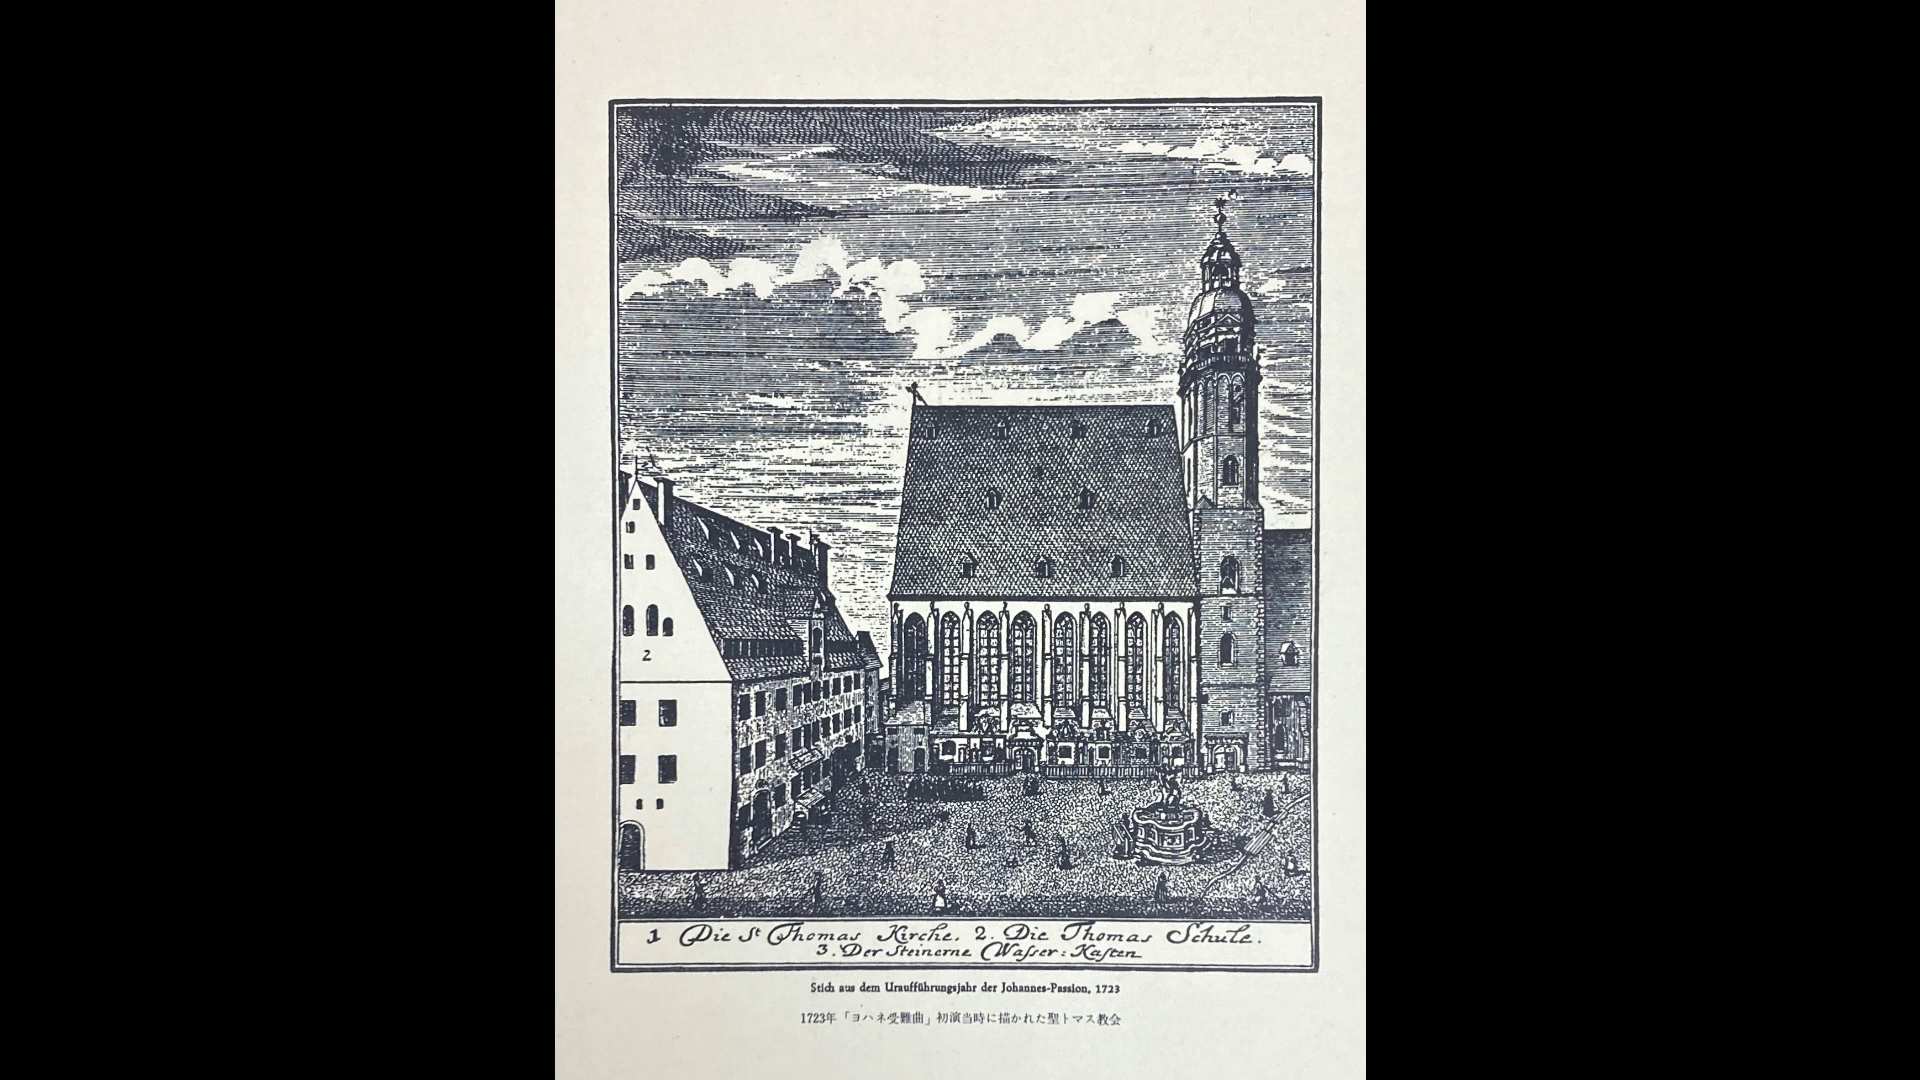 2
1 Die St Thomas Kirche. 2. Die Thomas Schule.
3. Der Steinerne Waſſer: Kaſten
Stich aus dem Uraufführungsjahr der Johannes-Passion, 1723
1723年「ヨハネ受難曲」初演当時に描かれた聖トマス教会